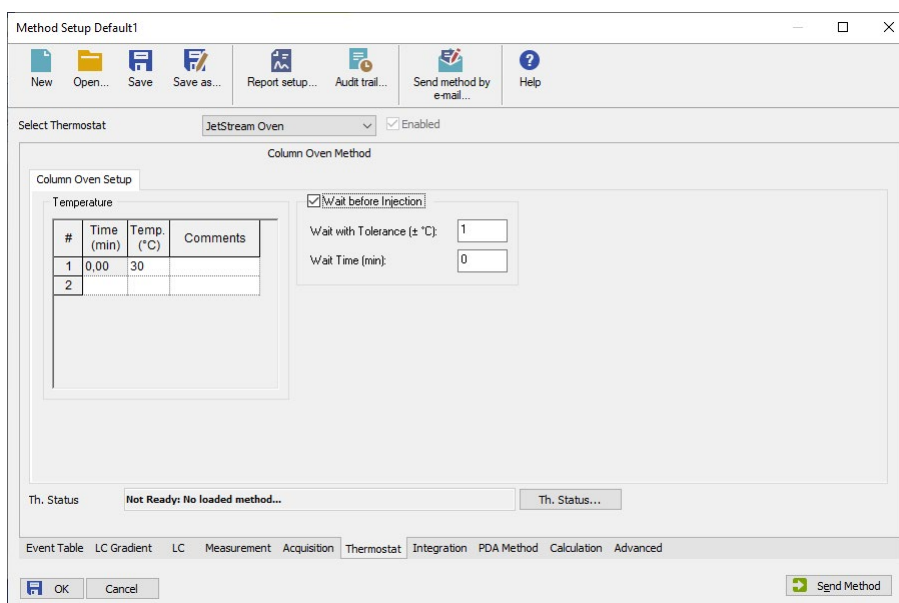 Method Setup Default1
New Open... Save Save as... Report setup... Audit trail... Send method by e-mail... Help
Select Thermostat JetStream Oven Enabled
Column Oven Method
Column Oven Setup
Temperature
# Time (min) Temp. (°C) Comments
1 0,00 30
2
Wait before Injection
Wait with Tolerance (± °C): 1
Wait Time (min): 0
Th. Status Not Ready: No loaded method... Th. Status...
Event Table LC Gradient LC Measurement Acquisition Thermostat Integration PDA Method Calculation Advanced
OK Cancel Send Method